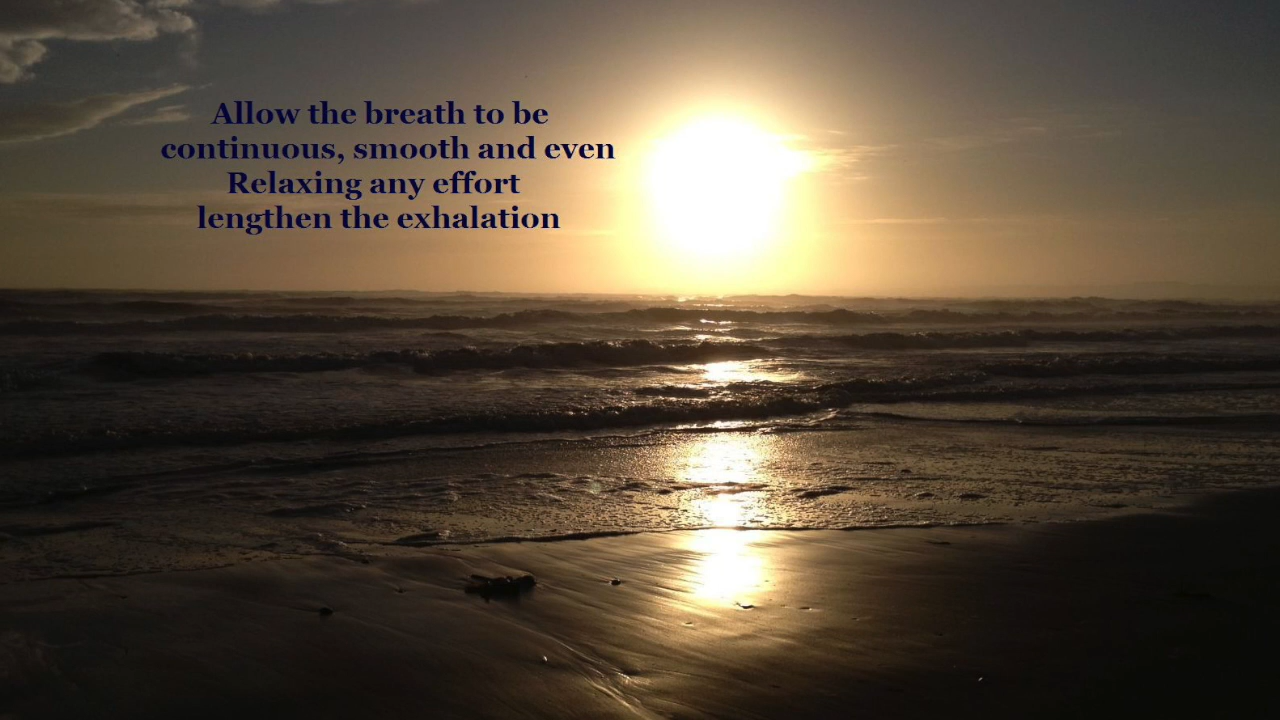 Allow the breath to be
continuous, smooth and even
Relaxing any effort
lengthen the exhalation